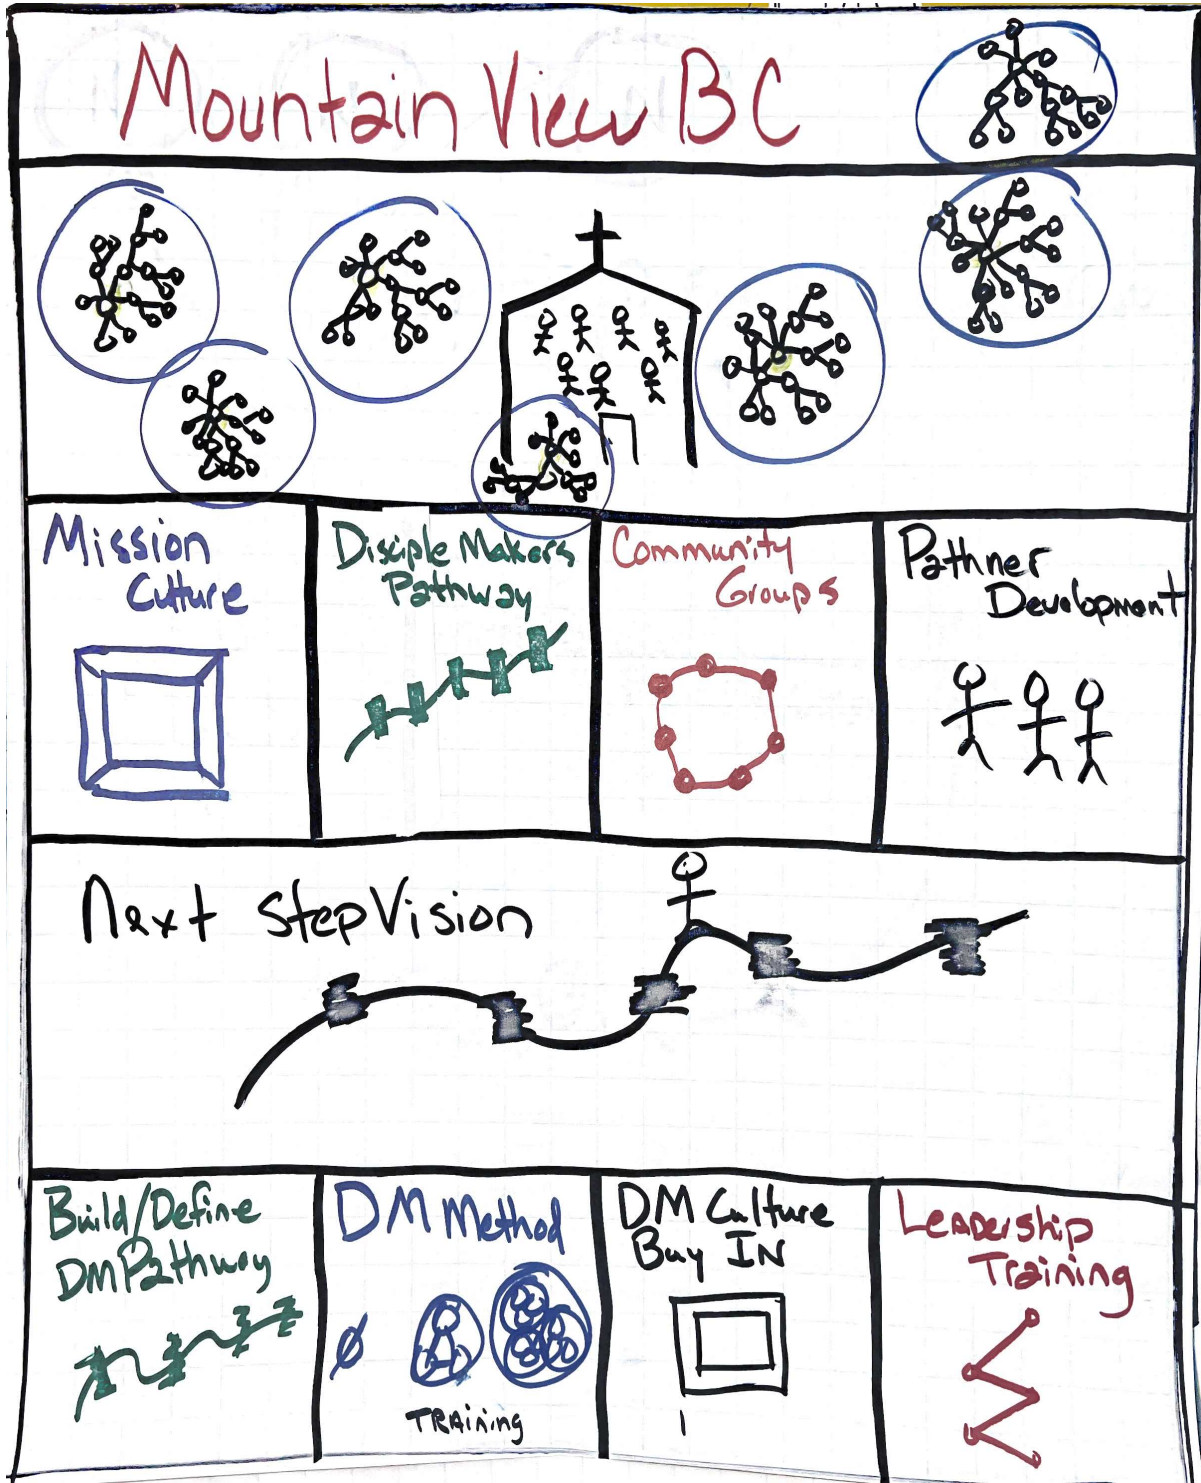 Mountain View BC
Mission
Culture
Disciple Makers
Pathway
Community
Groups
Pathner
Development
Next Step Vision
Build/Define
DM Pathway
DM Method
TRAining
DM Culture
Buy IN
Leadership
Training